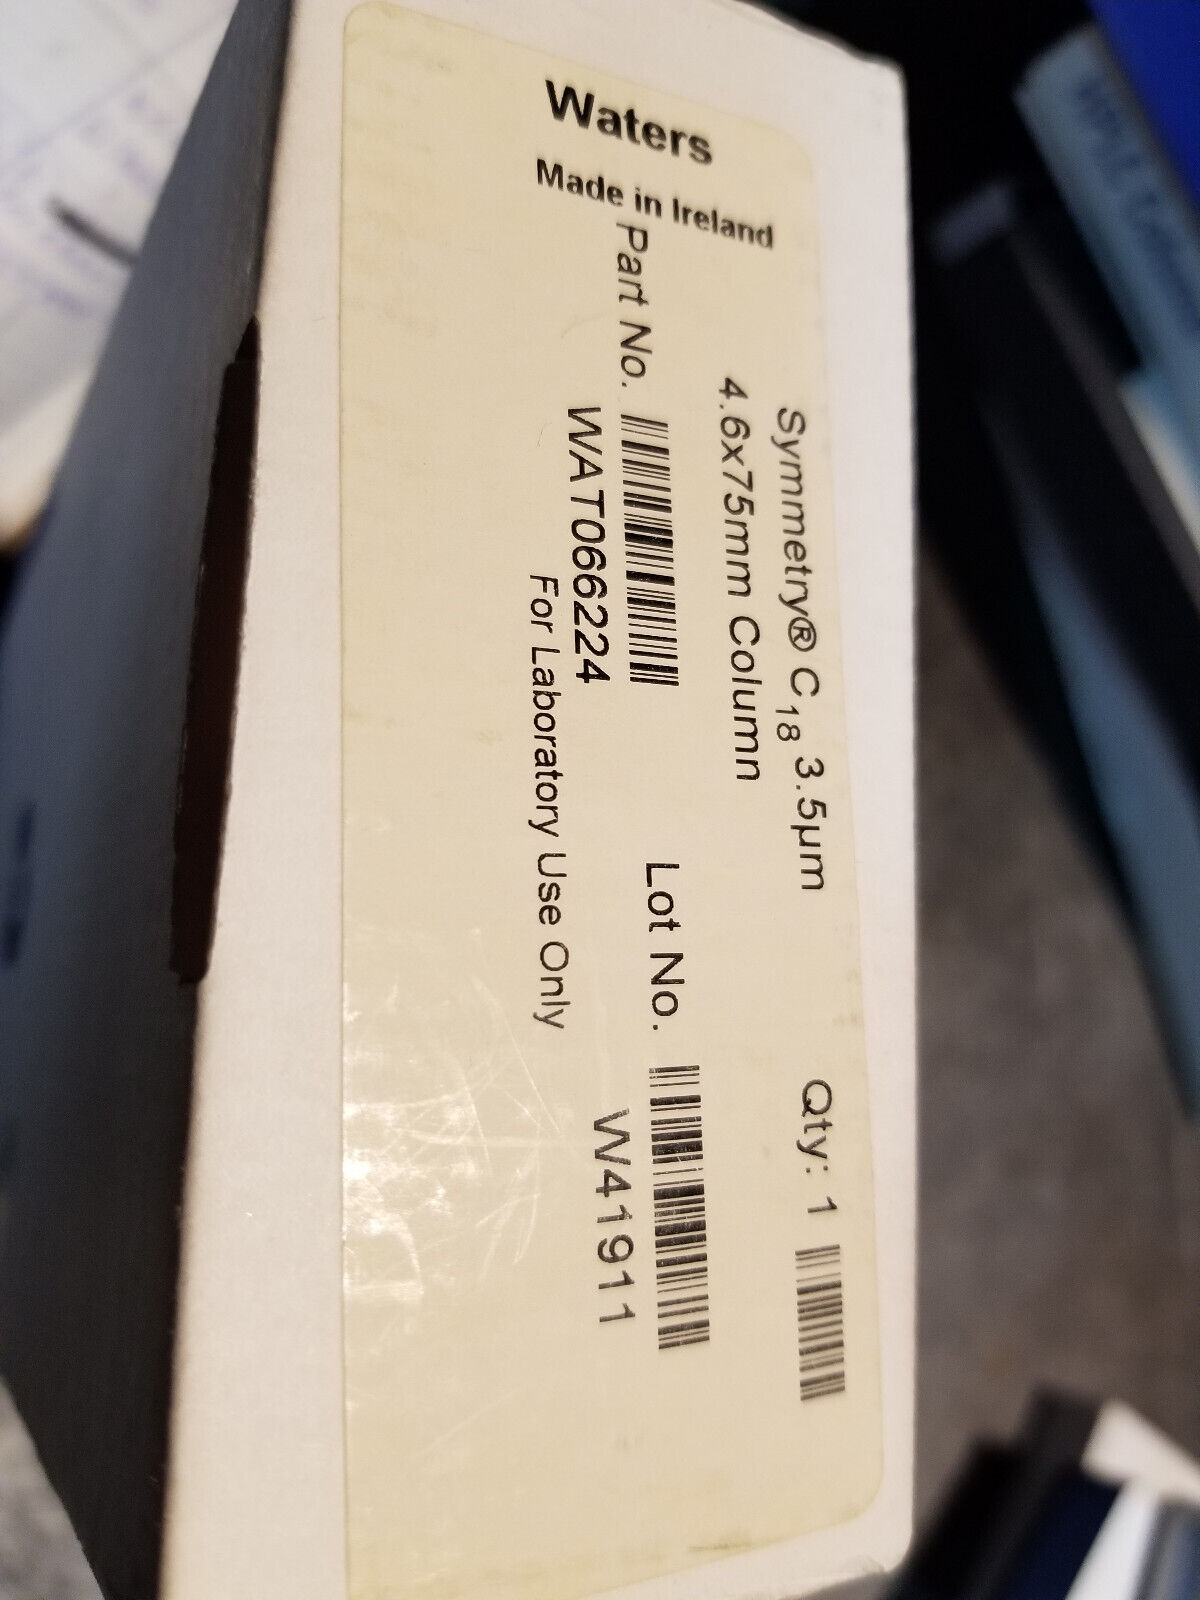 Waters
Made in Ireland
Symmetry® C18 3.5µm
4.6x75mm Column
Qty: 1
Part No.
WAT066224
Lot No.
W41911
For Laboratory Use Only